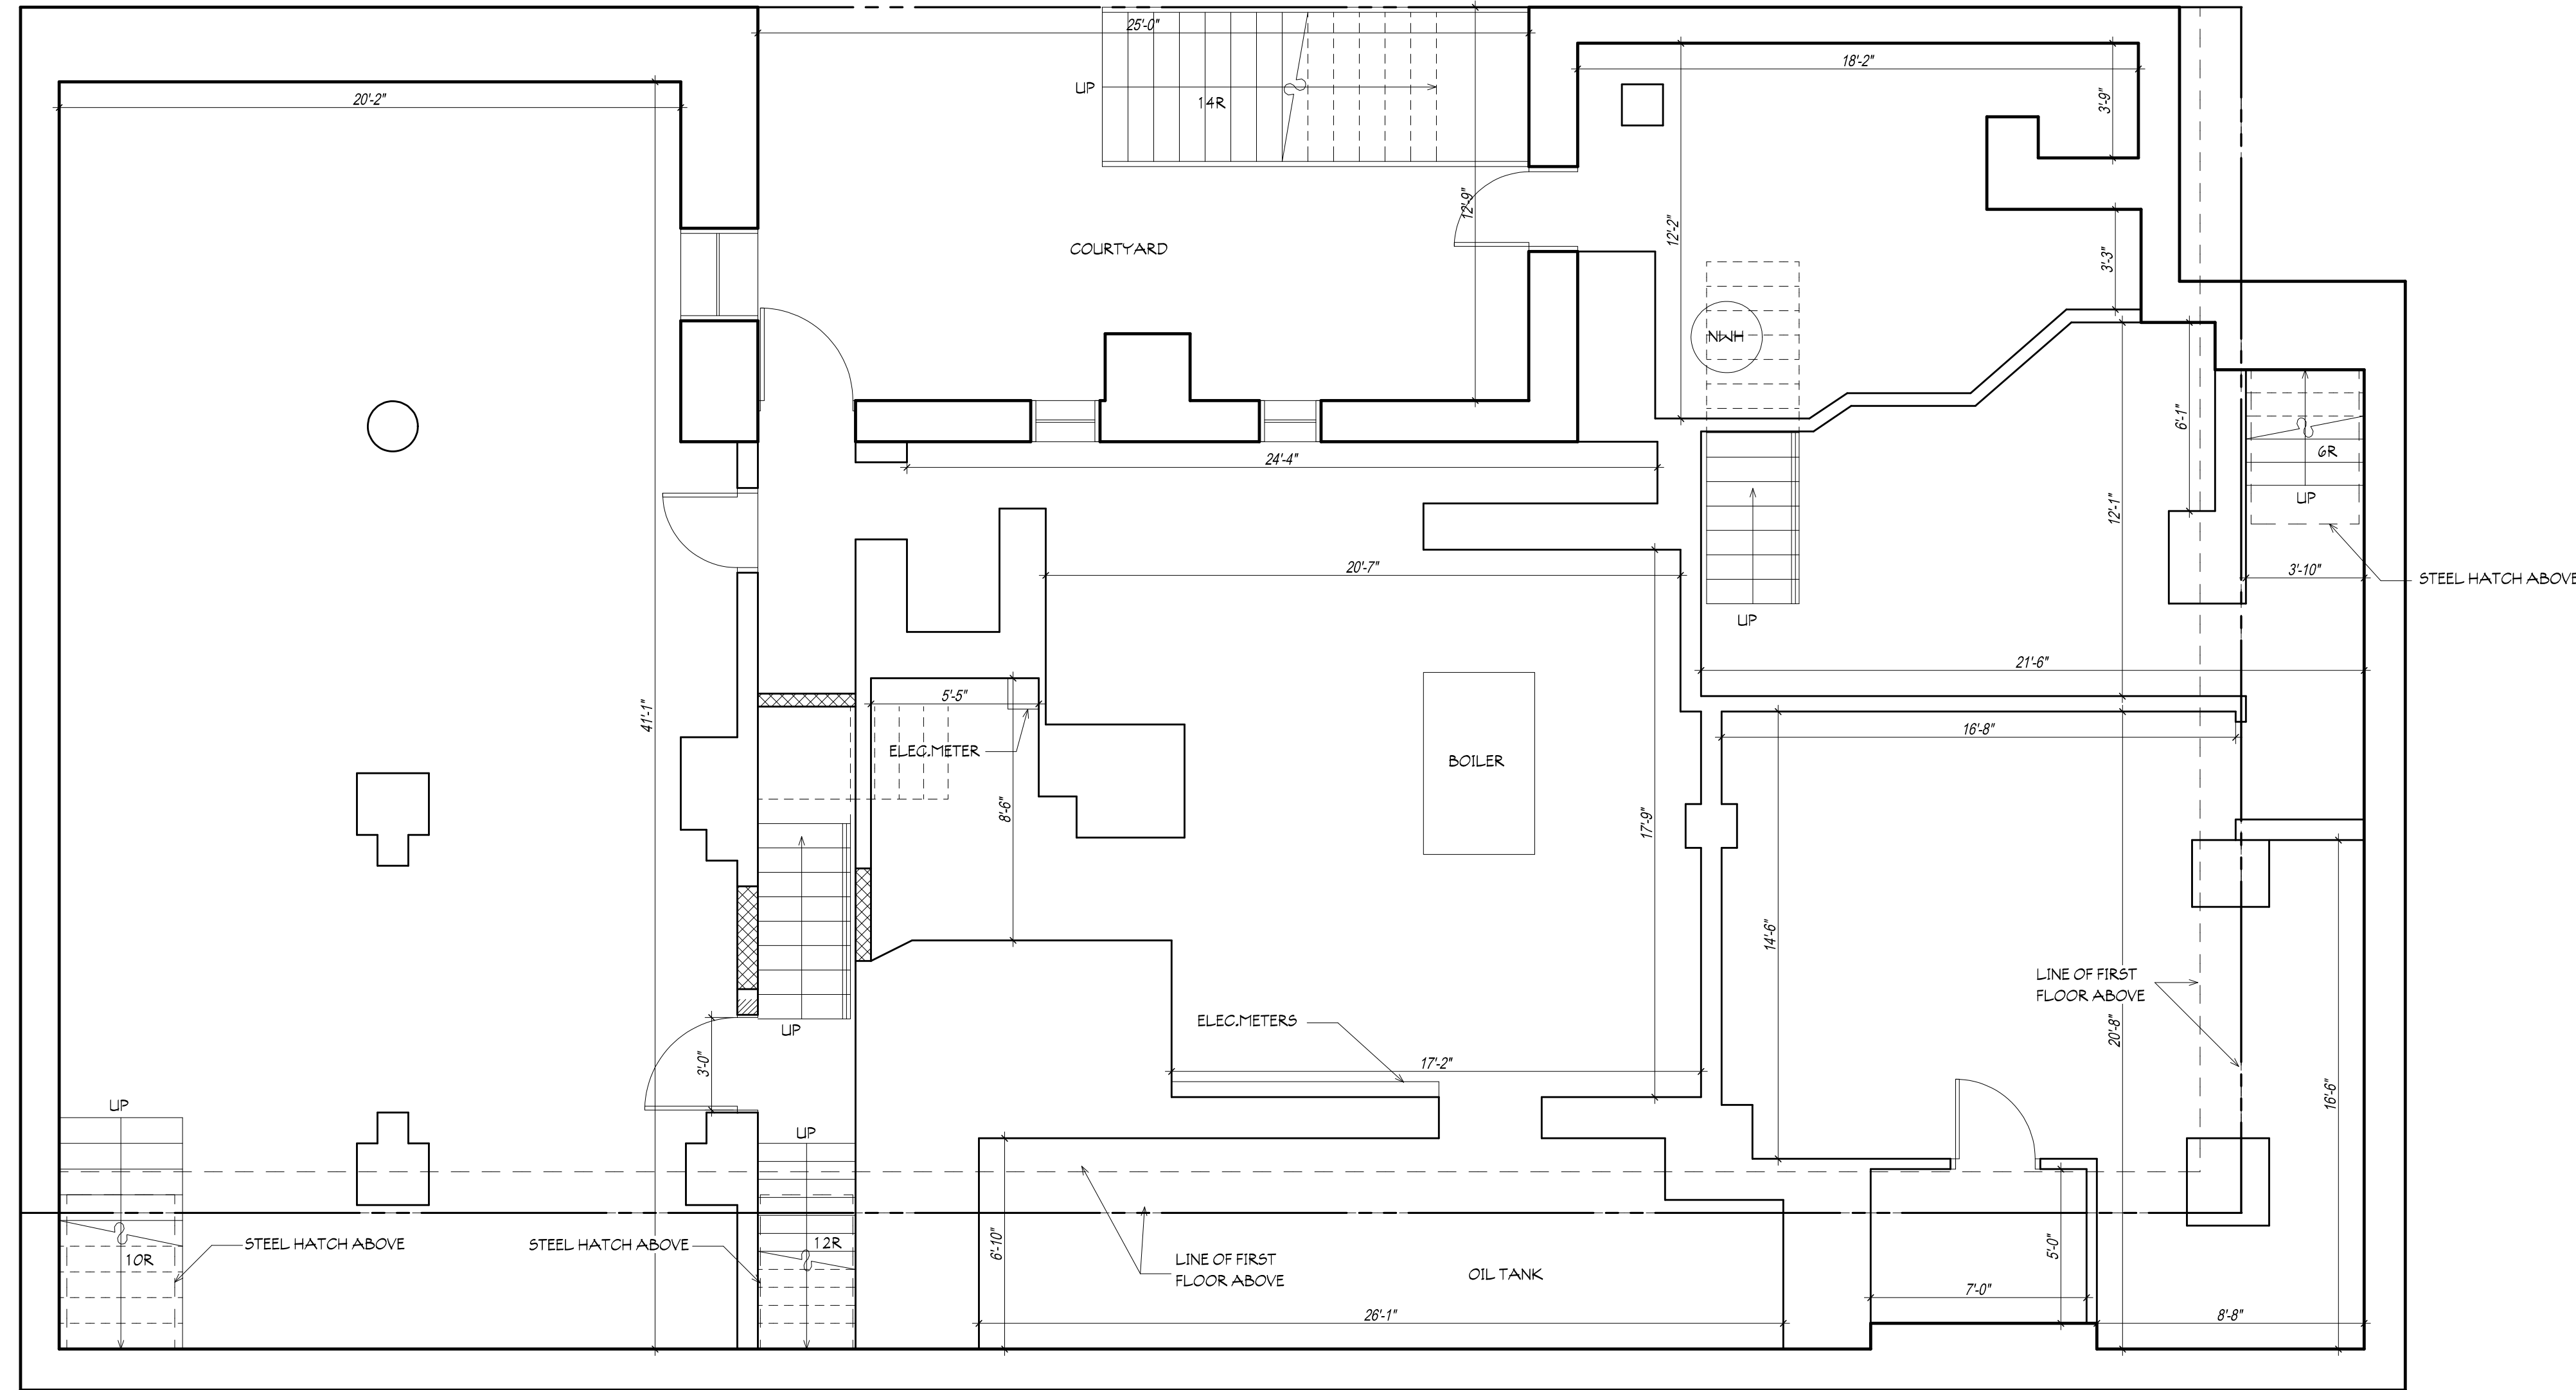 25'-0"
18'-2"
20'-2"
UP
14R
3'-9"
12'-9"
12'-2"
COURTYARD
3'-3"
HWH
6'-1"
24'-4"
6R
UP
12'-1"
20'-7"
3'-10"
STEEL HATCH ABOVE
UP
21'-6"
5'-5"
41'-1"
16'-8"
ELEC.METER
BOILER
8'-6"
17'-9"
14'-6"
LINE OF FIRST
FLOOR ABOVE
ELEC.METERS
UP
20'-8"
3'-0"
17'-2"
16'-6"
UP
UP
STEEL HATCH ABOVE
STEEL HATCH ABOVE
12R
10R
6'-10"
LINE OF FIRST
FLOOR ABOVE
OIL TANK
5'-0"
7'-0"
26'-1"
8'-8"